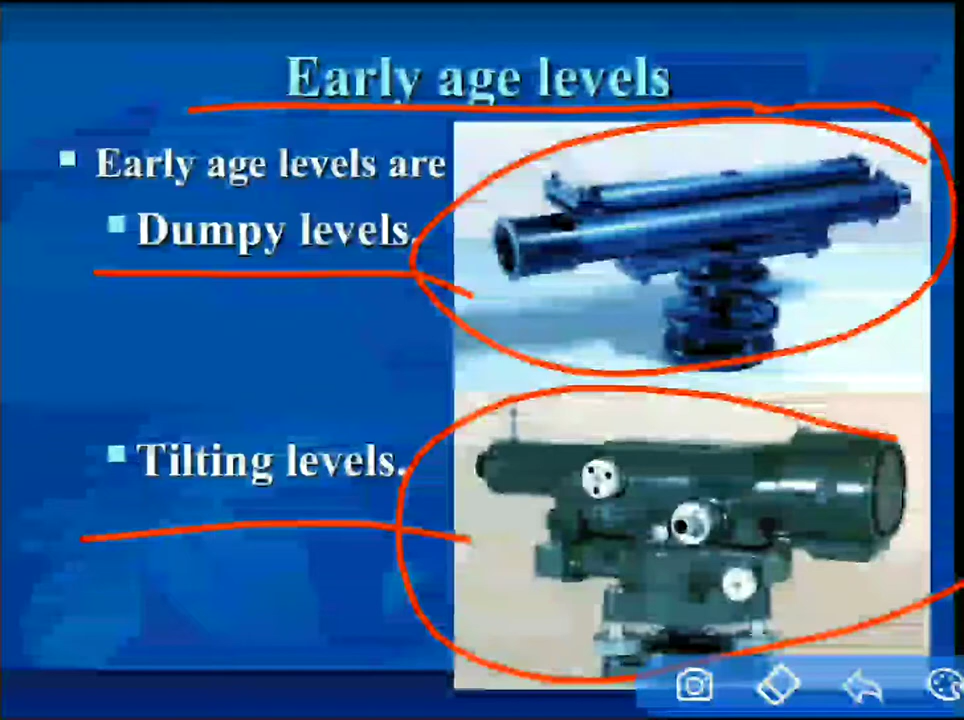 Early age levels
Early age levels are
Dumpy levels.
Tilting levels.